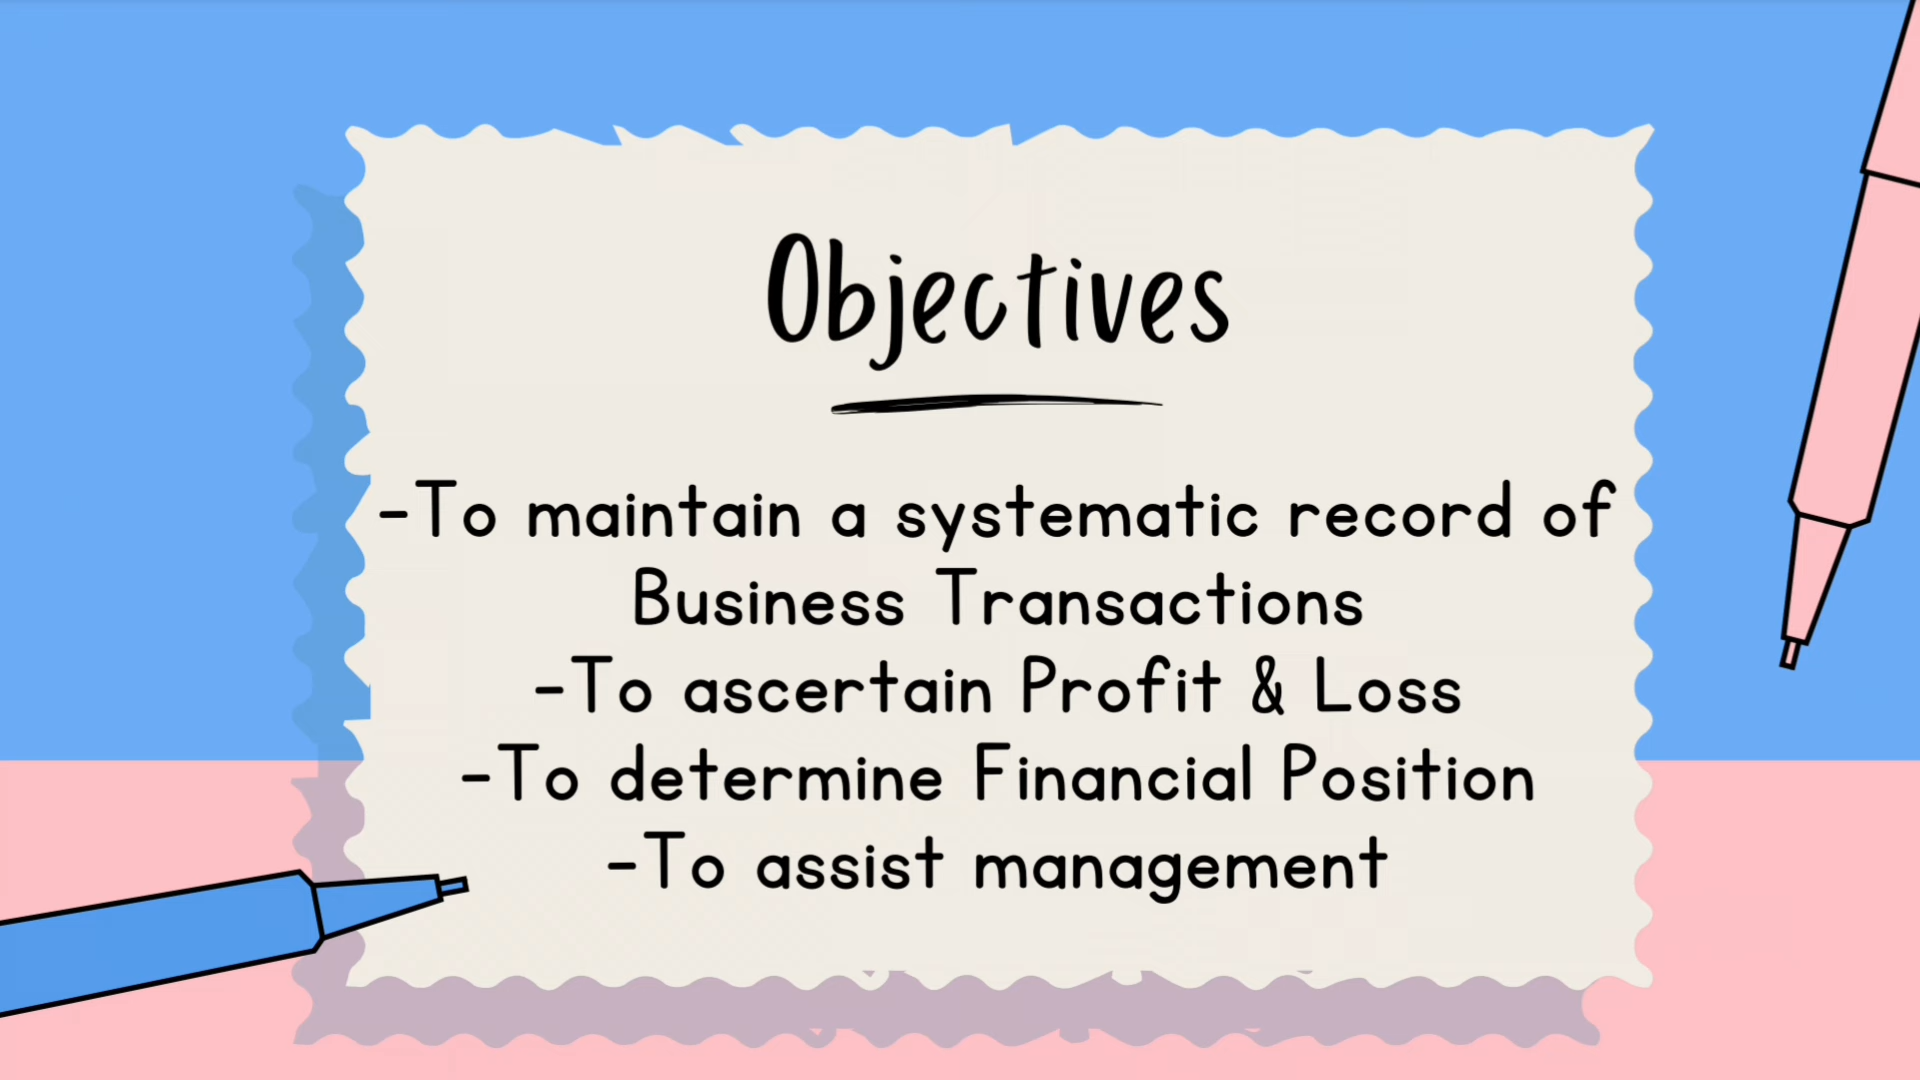 Objectives
-To maintain a systematic record of
Business Transactions
-To ascertain Profit & Loss
-To determine Financial Position
-To assist management